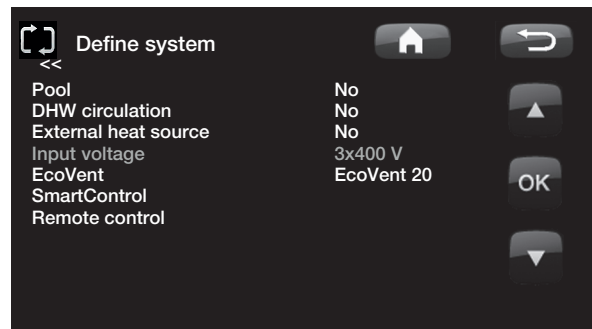 Define system
<<
Pool No
DHW circulation No
External heat source No
Input voltage 3x400 V
EcoVent EcoVent 20
SmartControl
Remote control
OK